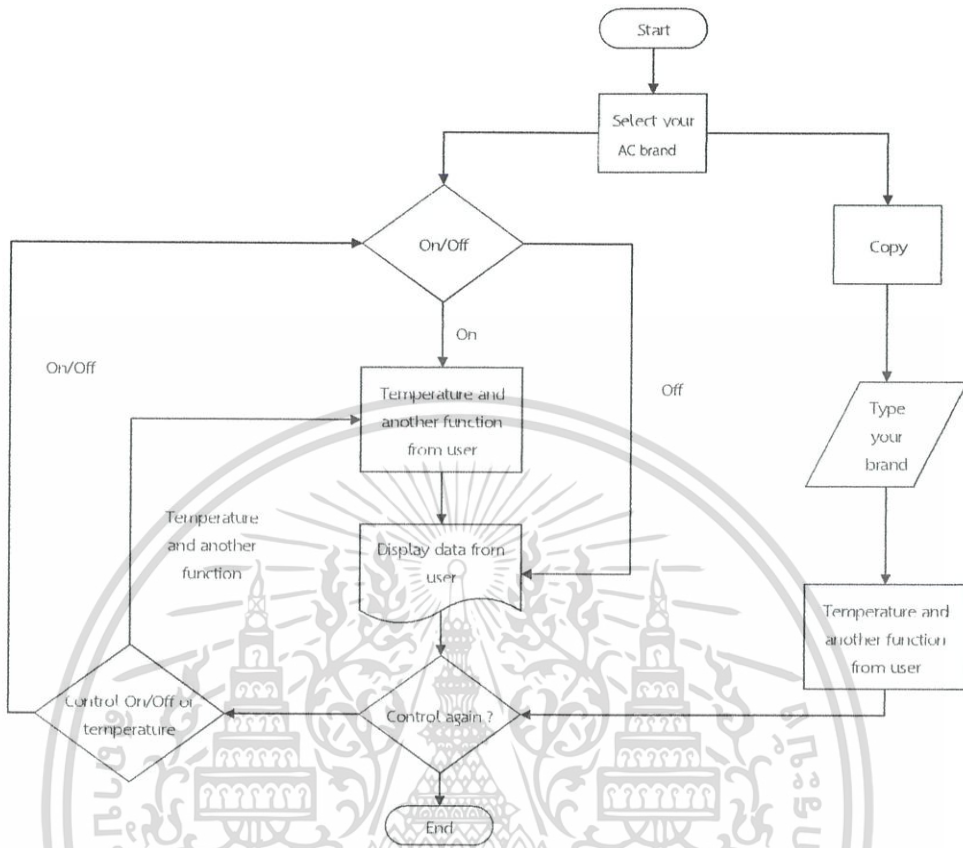 Start
Select your
AC brand
On/Off
Copy
On
On/Off
Off
Temperature and
another function
from user
Type
your
brand
Temperature
and another
function
Display data from
user
Temperature and
another function
from user
Control On/Off or
temperature
Control again ?
End